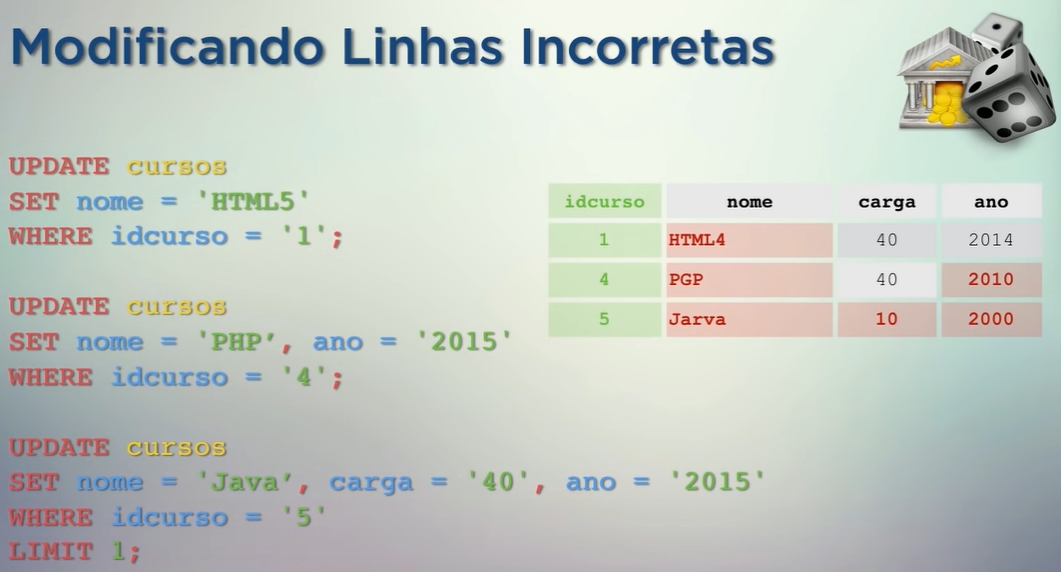 Modificando Linhas Incorretas
UPDATE cursos
SET nome = 'HTML5'
WHERE idcurso = '1';
UPDATE cursos
SET nome = 'PHP’, ano = '2015'
WHERE idcurso = '4';
UPDATE cursos
SET nome = 'Java’, carga = '40', ano = '2015'
WHERE idcurso = '5'
LIMIT 1;
idcurso nome carga ano
1 HTML4 40 2014
4 PGP 40 2010
5 Jarva 10 2000